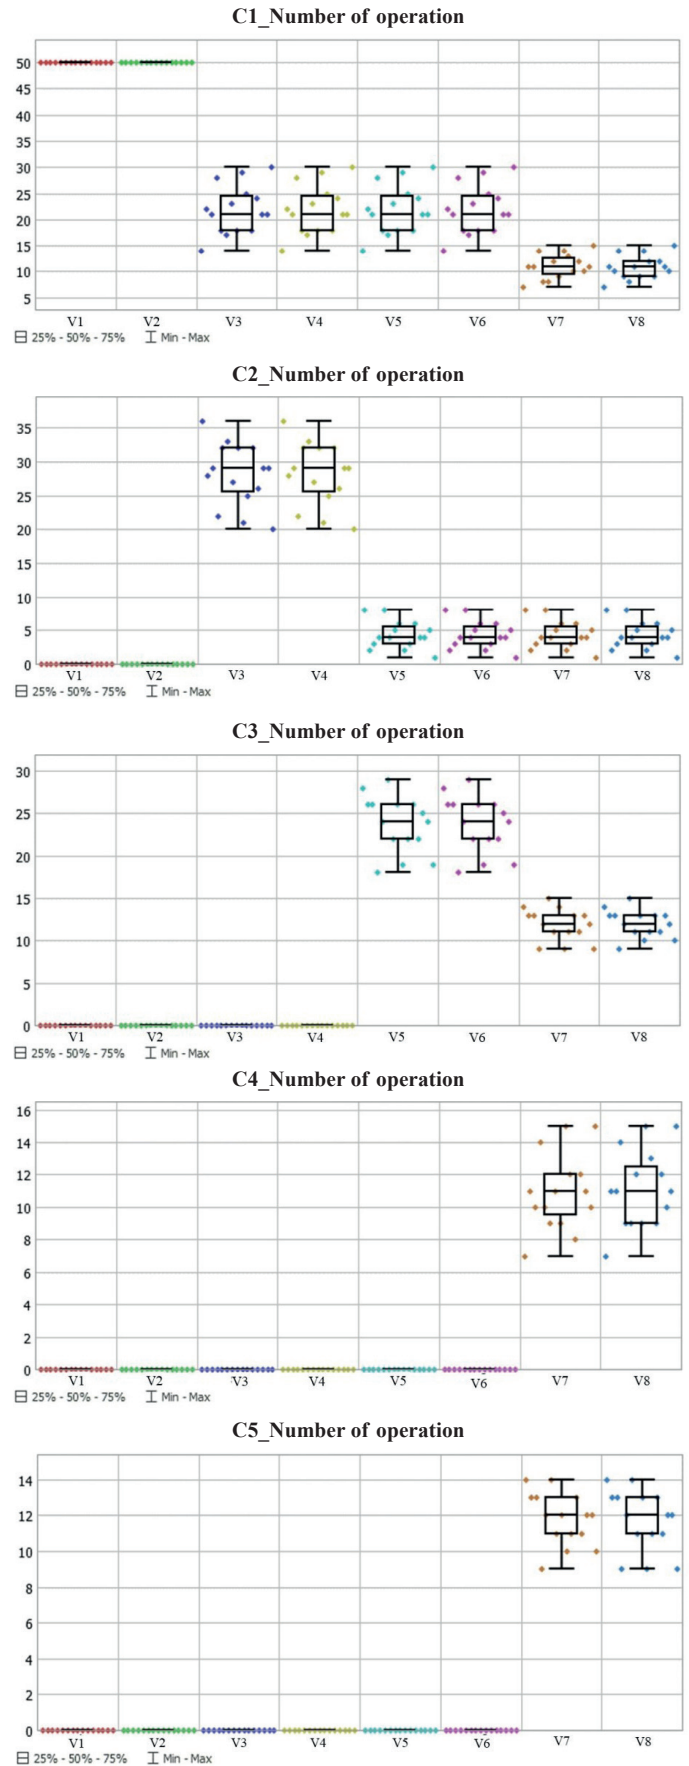 C1_Number of operation
50
45
40
35
30
25
20
15
10
5
V1 V2 V3 V4 V5 V6 V7 V8
25% - 50% - 75% Min - Max
C2_Number of operation
35
30
25
20
15
10
5
0
V1 V2 V3 V4 V5 V6 V7 V8
25% - 50% - 75% Min - Max
C3_Number of operation
30
25
20
15
10
5
0
V1 V2 V3 V4 V5 V6 V7 V8
25% - 50% - 75% Min - Max
C4_Number of operation
16
14
12
10
8
6
4
2
0
V1 V2 V3 V4 V5 V6 V7 V8
25% - 50% - 75% Min - Max
C5_Number of operation
14
12
10
8
6
4
2
0
V1 V2 V3 V4 V5 V6 V7 V8
25% - 50% - 75% Min - Max